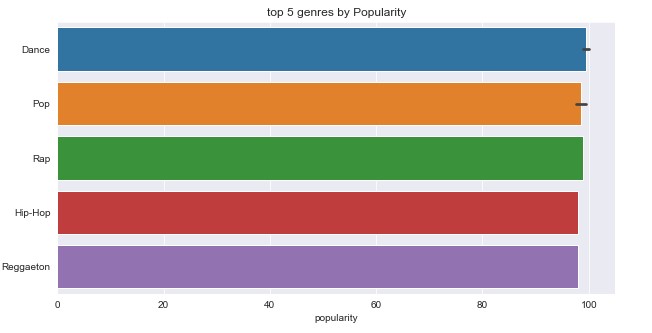 top 5 genres by Popularity
Dance
Pop
Rap
Hip-Hop
Reggaeton
0 20 40 60 80 100
popularity